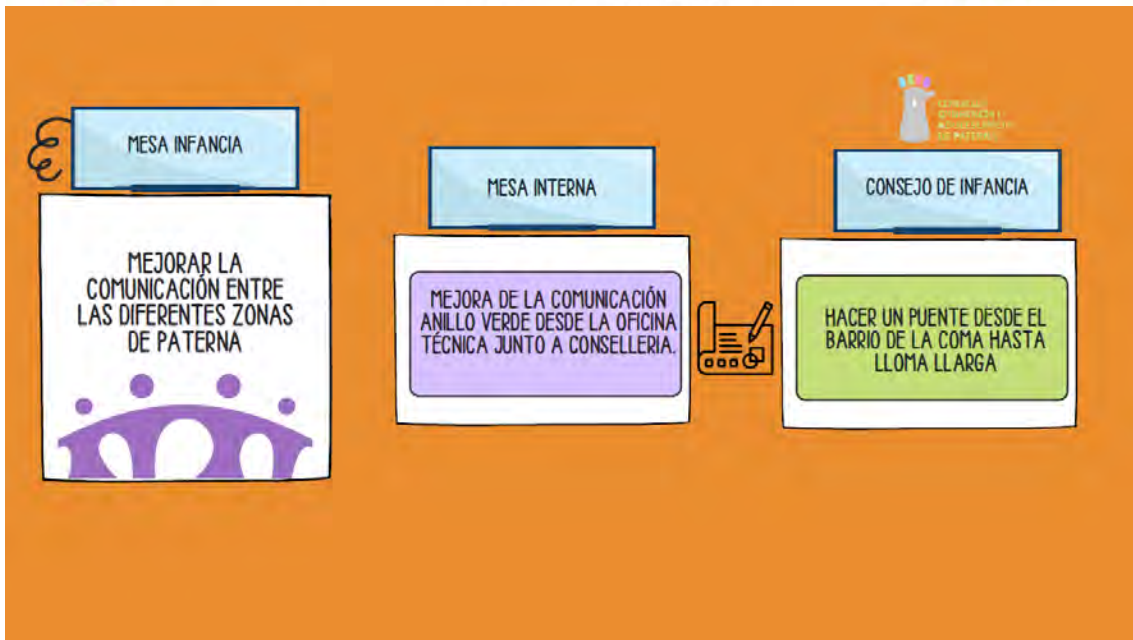 MESA INFANCIA
MEJORAR LA
COMUNICACIÓN ENTRE
LAS DIFERENTES ZONAS
DE PATERNA
MESA INTERNA
MEJORA DE LA COMUNICACIÓN
ANILLO VERDE DESDE LA OFICINA
TÉCNICA JUNTO A CONSELLERIA.
DE PATERNA
CONSEJO DE INFANCIA
HACER UN PUENTE DESDE EL
BARRIO DE LA COMA HASTA
LLOMA LLARGA